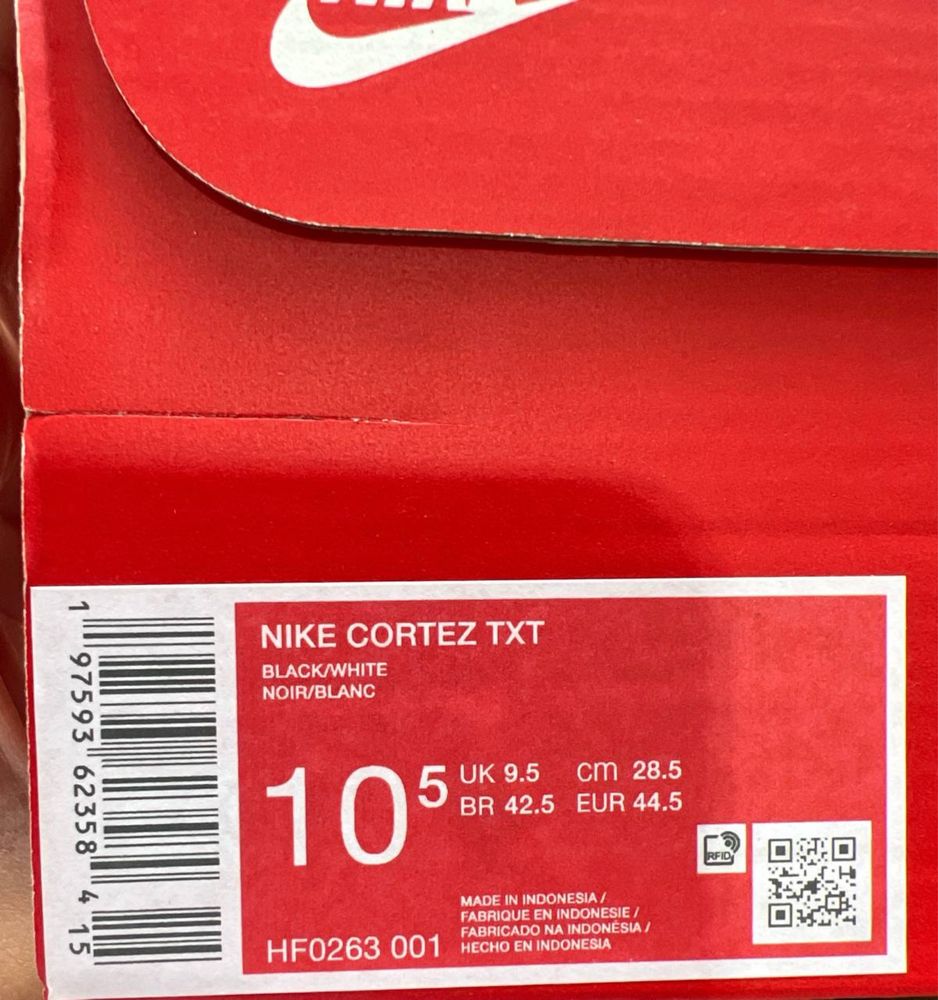 NIKE CORTEZ TXT
BLACK/WHITE
NOIR/BLANC
10 5
UK 9.5 cm 28.5
BR 42.5 EUR 44.5
RFID
MADE IN INDONESIA /
FABRIQUE EN INDONESIE /
FABRICADO NA INDONÉSIA /
HECHO EN INDONESIA
HF0263 001
1 97593 62358 4 15